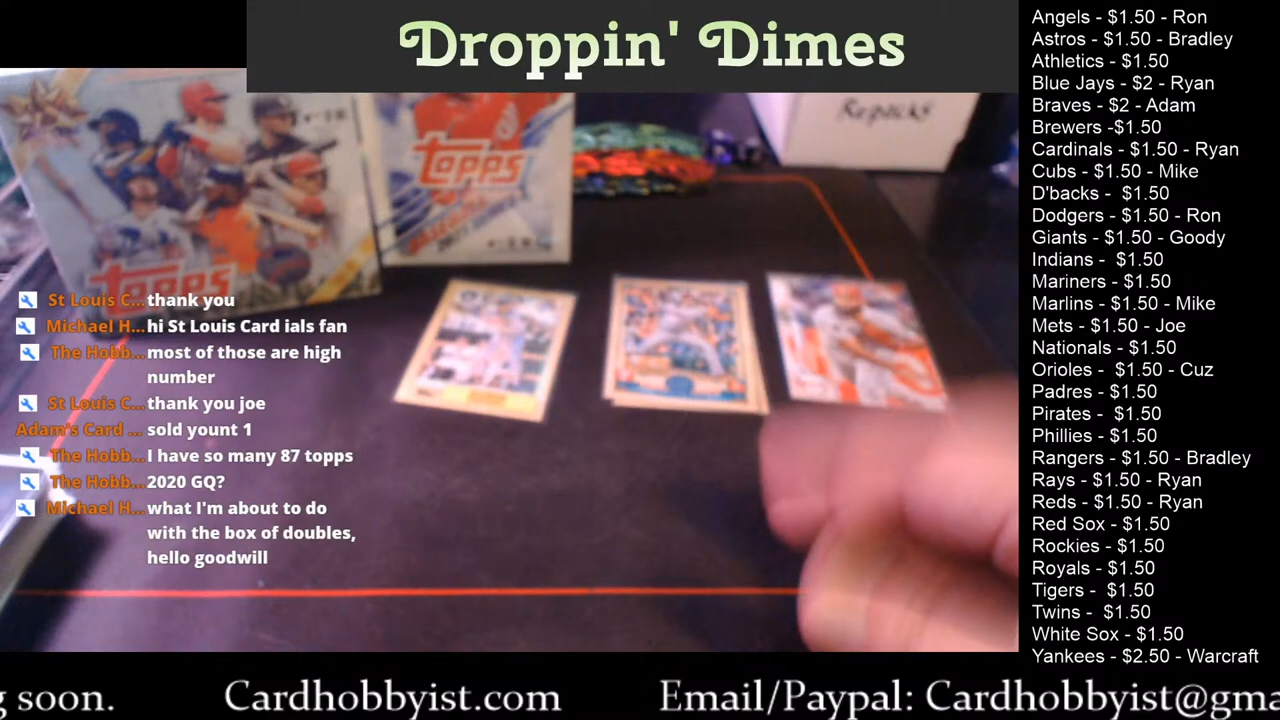 Droppin' Dimes
Repacks
topps
topps
St Louis C... thank you
Michael H... hi St Louis Card ials fan
The Hobb... most of those are high
number
St Louis C... thank you joe
Adam's Card ... sold yount 1
The Hobb... I have so many 87 topps
The Hobb... 2020 GQ?
Michael H... what I'm about to do
with the box of doubles,
hello goodwill
Angels - $1.50 - Ron
Astros - $1.50 - Bradley
Athletics - $1.50
Blue Jays - $2 - Ryan
Braves - $2 - Adam
Brewers -$1.50
Cardinals - $1.50 - Ryan
Cubs - $1.50 - Mike
D'backs - $1.50
Dodgers - $1.50 - Ron
Giants - $1.50 - Goody
Indians - $1.50
Mariners - $1.50
Marlins - $1.50 - Mike
Mets - $1.50 - Joe
Nationals - $1.50
Orioles - $1.50 - Cuz
Padres - $1.50
Pirates - $1.50
Phillies - $1.50
Rangers - $1.50 - Bradley
Rays - $1.50 - Ryan
Reds - $1.50 - Ryan
Red Sox - $1.50
Rockies - $1.50
Royals - $1.50
Tigers - $1.50
Twins - $1.50
White Sox - $1.50
Yankees - $2.50 - Warcraft
g soon. Cardhobbyist.com Email/Paypal: Cardhobbyist@gma